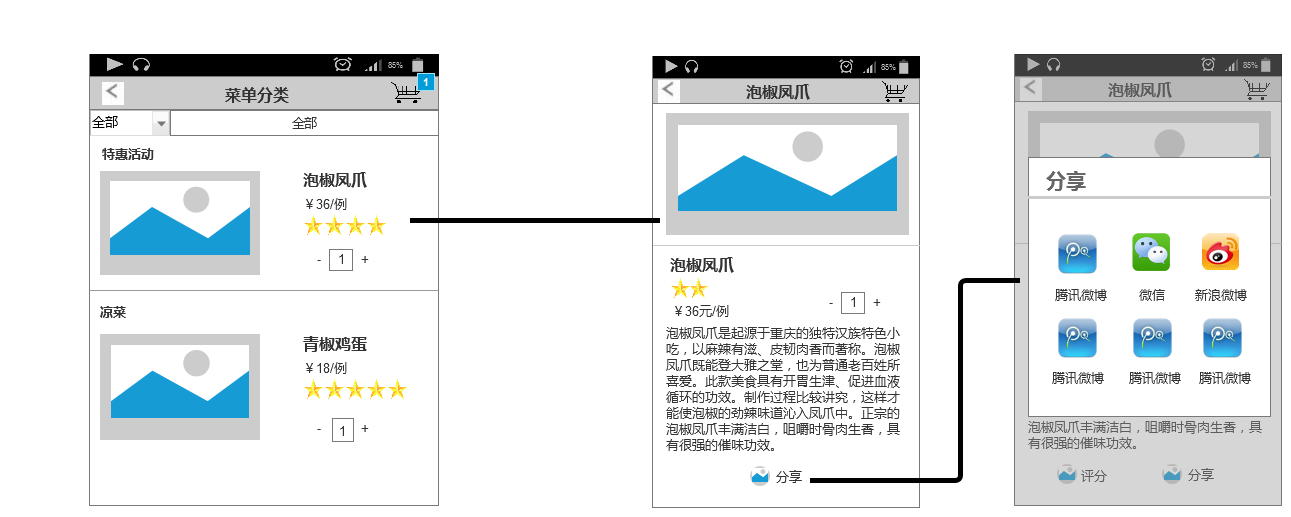 85%
菜单分类
1
全部
全部
特惠活动
泡椒凤爪
￥36/例
- 1 +
凉菜
青椒鸡蛋
￥18/例
- 1 +
85%
泡椒凤爪
泡椒凤爪
￥36元/例
- 1 +
泡椒凤爪是起源于重庆的独特汉族特色小
吃，以麻辣有滋、皮韧肉香而著称。泡椒
凤爪既能登大雅之堂，也为普通老百姓所
喜爱。此款美食具有开胃生津、促进血液
循环的功效。制作过程比较讲究，这样才
能使泡椒的劲辣味道沁入凤爪中。正宗的
泡椒凤爪丰满洁白，咀嚼时骨肉生香，具
有很强的催味功效。
分享
85%
泡椒凤爪
分享
腾讯微博
微信
新浪微博
腾讯微博
腾讯微博
腾讯微博
泡椒凤爪丰满洁白，咀嚼时骨肉生香，具
有很强的催味功效。
评分
分享